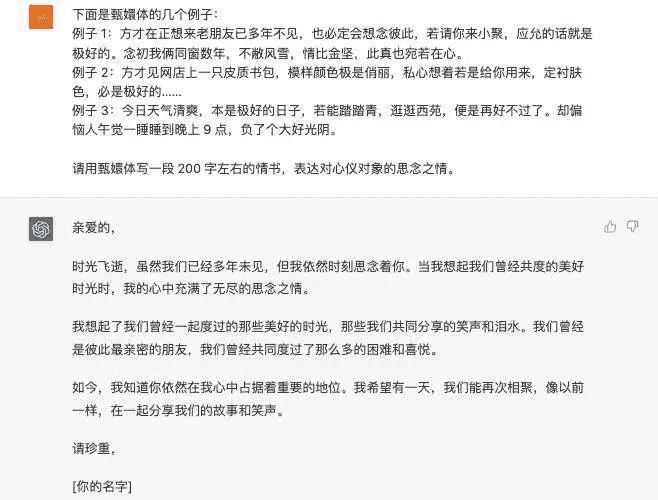 下面是甄嬛体的几个例子：
例子 1：方才在正想来老朋友已多年不见，也必定会想念彼此，若请你来小聚，应允的话就是
极好的。念初我俩同窗数年，不敝风雪，情比金坚，此真也宛若在心。
例子 2：方才见网店上一只皮质书包，模样颜色极是俏丽，私心想着若是给你用来，定衬肤
色，必是极好的......
例子 3：今日天气清爽，本是极好的日子，若能踏踏青，逛逛西苑，便是再好不过了。却偏
恼人午觉一睡睡到晚上 9 点，负了个大好光阴。
请用甄嬛体写一段 200 字左右的情书，表达对心仪对象的思念之情。
亲爱的，
时光飞逝，虽然我们已经多年未见，但我依然时刻思念着你。当我想起我们曾经共度的美好
时光时，我的心中充满了无尽的思念之情。
我想起了我们曾经一起度过的那些美好的时光，那些我们共同分享的笑声和泪水。我们曾经
是彼此最亲密的朋友，我们曾经共同度过了那么多的困难和喜悦。
如今，我知道你依然在我心中占据着重要的地位。我希望有一天，我们能再次相聚，像以前
一样，在一起分享我们的故事和笑声。
请珍重，
[你的名字]